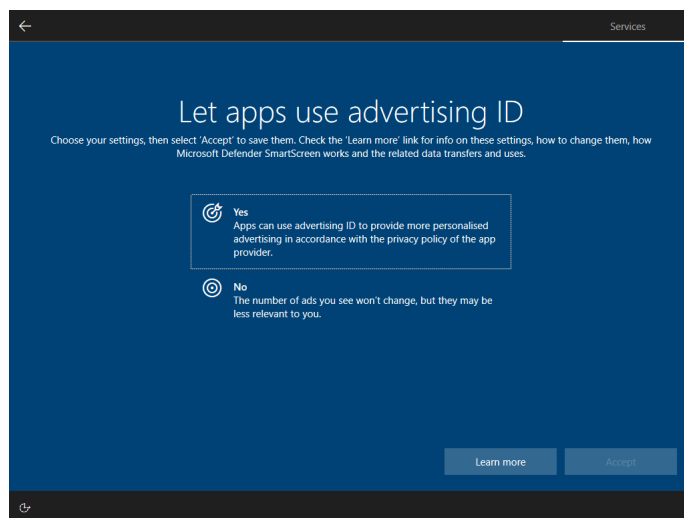 Services
Let apps use advertising ID
Choose your settings, then select ‘Accept’ to save them. Check the ‘Learn more’ link for info on these settings, how to change them, how
Microsoft Defender SmartScreen works and the related data transfers and uses.
Yes
Apps can use advertising ID to provide more personalised
advertising in accordance with the privacy policy of the app
provider.
No
The number of ads you see won’t change, but they may be
less relevant to you.
Learn more
Accept